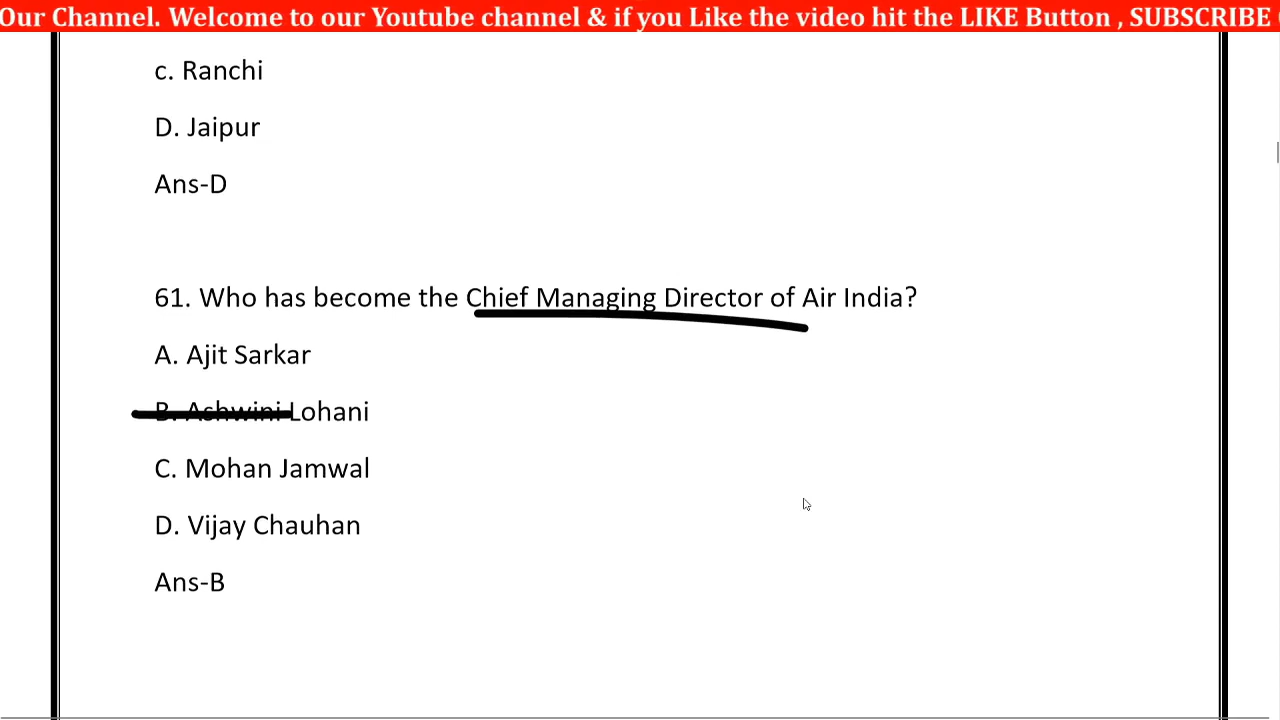 Our Channel. Welcome to our Youtube channel & if you Like the video hit the LIKE Button , SUBSCRIBE
c. Ranchi
D. Jaipur
Ans-D
61. Who has become the Chief Managing Director of Air India?
A. Ajit Sarkar
B. Ashwini Lohani
C. Mohan Jamwal
D. Vijay Chauhan
Ans-B